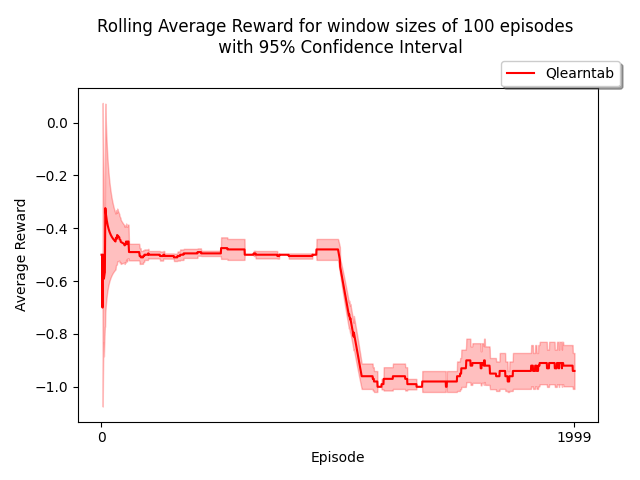 Rolling Average Reward for window sizes of 100 episodes
with 95% Confidence Interval
Qlearntab
0.0
−0.2
−0.4
−0.6
−0.8
−1.0
Average Reward
0
1999
Episode